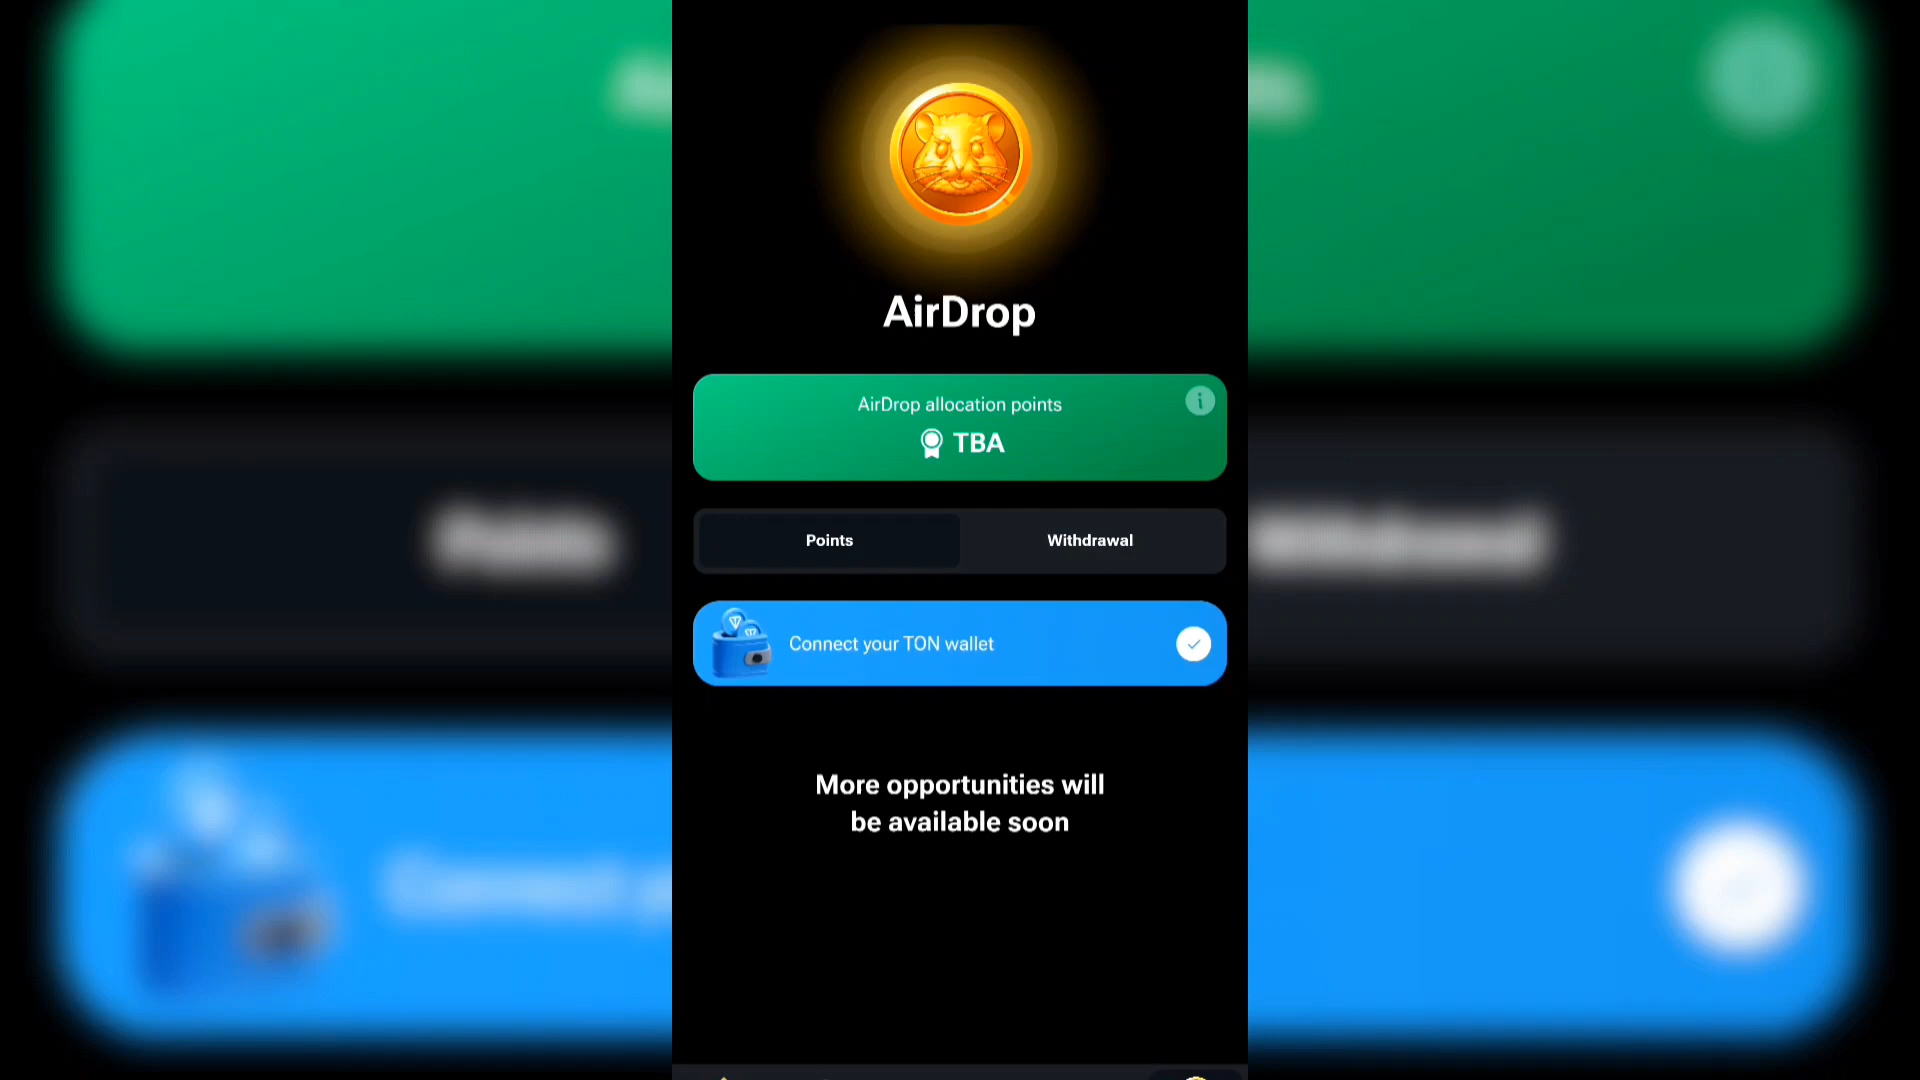 AirDrop
AirDrop allocation points
TBA
Points
Withdrawal
Connect your TON wallet
More opportunities will
be available soon